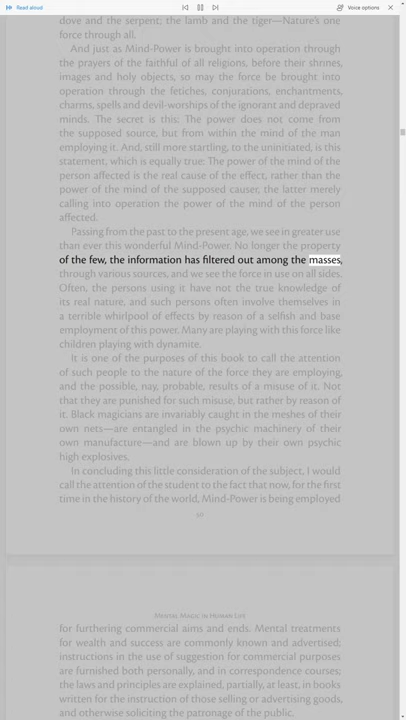 Read aloud
Voice options
dove and the serpent; the lamb and the tiger—Nature's one
force through all.
And just as Mind-Power is brought into operation through
the prayers of the faithful of all religions, before their shrines,
images and holy objects, so may the force be brought into
operation through the fetiches, conjurations, enchantments,
charms, spells and devil-worships of the ignorant and depraved
minds. The secret is this: The power does not come from
the supposed source, but from within the mind of the man
employing it. And, still more startling, to the uninitiated, is this
statement, which is equally true: The power of the mind of the
person affected is the real cause of the effect, rather than the
power of the mind of the supposed causer, the latter merely
calling into operation the power of the mind of the person
affected.
Passing from the past to the present age, we see in greater use
than ever this wonderful Mind-Power. No longer the property
of the few, the information has filtered out among the masses,
through various sources, and we see the force in use on all sides.
Often, the persons using it have not the true knowledge of
its real nature, and such persons often involve themselves in
a terrible whirlpool of effects by reason of a selfish and base
employment of this power. Many are playing with this force like
children playing with dynamite.
It is one of the purposes of this book to call the attention
of such people to the nature of the force they are employing,
and the possible, nay, probable, results of a misuse of it. Not
that they are punished for such misuse, but rather by reason of
it. Black magicians are invariably caught in the meshes of their
own nets—are entangled in the psychic machinery of their
own manufacture—and are blown up by their own psychic
high explosives.
In concluding this little consideration of the subject, I would
call the attention of the student to the fact that now, for the first
time in the history of the world, Mind-Power is being employed
Mental Magic in Human Life
for furthering commercial aims and ends. Mental treatments
for wealth and success are commonly known and advertised;
instructions in the use of suggestion for commercial purposes
are furnished both personally, and in correspondence courses;
the laws and principles are explained, partially, at least, in books
written for the instruction of those selling or advertising goods,
and otherwise soliciting the patronage of the public.